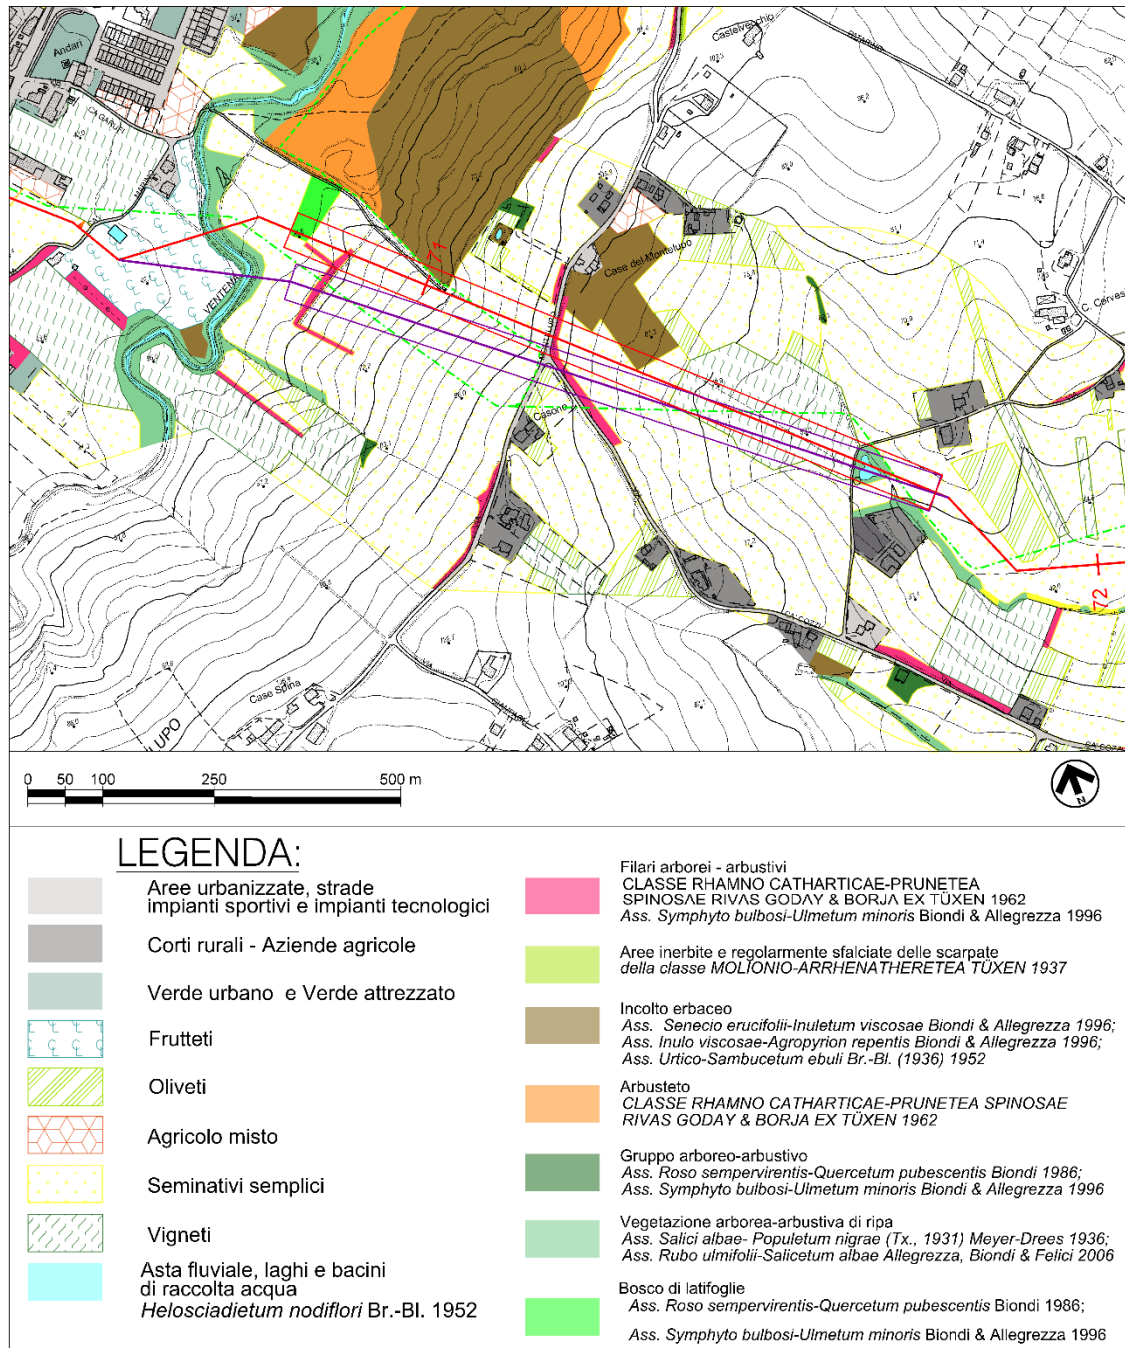 Andari
CA GARUFI
Castelvecchio
71
Case del Montelupo
C. Cerves
VENTENA
Casone
VIA
CA'COZZI
72
Case Spina
LUPO
CA'COZZI
0 50 100 250 500 m
N
LEGENDA:
Aree urbanizzate, strade
impianti sportivi e impianti tecnologici
Corti rurali - Aziende agricole
Verde urbano e Verde attrezzato
Frutteti
Oliveti
Agricolo misto
Seminativi semplici
Vigneti
Asta fluviale, laghi e bacini
di raccolta acqua
Helosciadietum nodiflori Br.-Bl. 1952
Filari arborei - arbustivi
CLASSE RHAMNO CATHARTICAE-PRUNETEA
SPINOSAE RIVAS GODAY & BORJA EX TÜXEN 1962
Ass. Symphyto bulbosi-Ulmetum minoris Biondi & Allegrezza 1996
Aree inerbite e regolarmente sfalciate delle scarpate
della classe MOLIONIO-ARRHENATHERETEA TÜXEN 1937
Incolto erbaceo
Ass. Senecio erucifolii-Inuletum viscosae Biondi & Allegrezza 1996;
Ass. Inulo viscosae-Agropyrion repentis Biondi & Allegrezza 1996;
Ass. Urtico-Sambucetum ebuli Br.-Bl. (1936) 1952
Arbusteto
CLASSE RHAMNO CATHARTICAE-PRUNETEA SPINOSAE
RIVAS GODAY & BORJA EX TÜXEN 1962
Gruppo arboreo-arbustivo
Ass. Roso sempervirentis-Quercetum pubescentis Biondi 1986;
Ass. Symphyto bulbosi-Ulmetum minoris Biondi & Allegrezza 1996
Vegetazione arborea-arbustiva di ripa
Ass. Salici albae- Populetum nigrae (Tx., 1931) Meyer-Drees 1936;
Ass. Rubo ulmifolii-Salicetum albae Allegrezza, Biondi & Felici 2006
Bosco di latifoglie
Ass. Roso sempervirentis-Quercetum pubescentis Biondi 1986;
Ass. Symphyto bulbosi-Ulmetum minoris Biondi & Allegrezza 1996